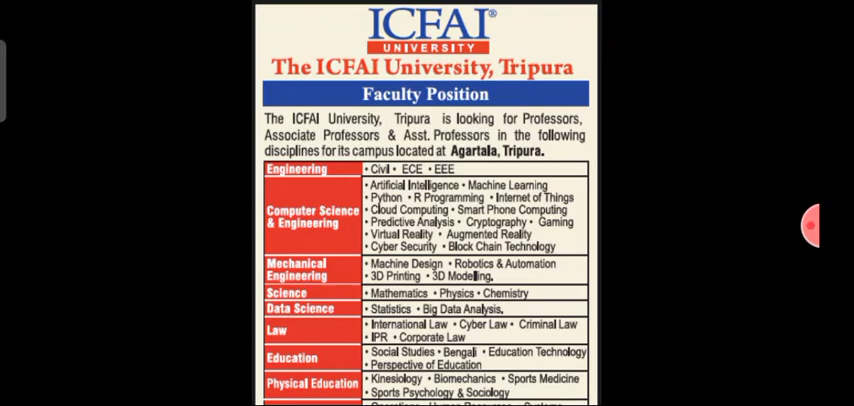 ICFAI®
UNIVERSITY
The ICFAI University, Tripura
Faculty Position
The ICFAI University, Tripura is looking for Professors,
Associate Professors & Asst. Professors in the following
disciplines for its campus located at Agartala, Tripura.
Engineering
• Civil • ECE • EEE
Computer Science
& Engineering
• Artificial Intelligence • Machine Learning
• Python • R Programming • Internet of Things
• Cloud Computing • Smart Phone Computing
• Predictive Analysis • Cryptography • Gaming
• Virtual Reality • Augmented Reality
• Cyber Security • Block Chain Technology
Mechanical
Engineering
• Machine Design • Robotics & Automation
• 3D Printing • 3D Modelling.
Science
• Mathematics • Physics • Chemistry
Data Science
• Statistics • Big Data Analysis.
Law
• International Law • Cyber Law • Criminal Law
• IPR • Corporate Law
Education
• Social Studies • Bengali • Education Technology
• Perspective of Education
Physical Education
• Kinesiology • Biomechanics • Sports Medicine
• Sports Psychology & Sociology